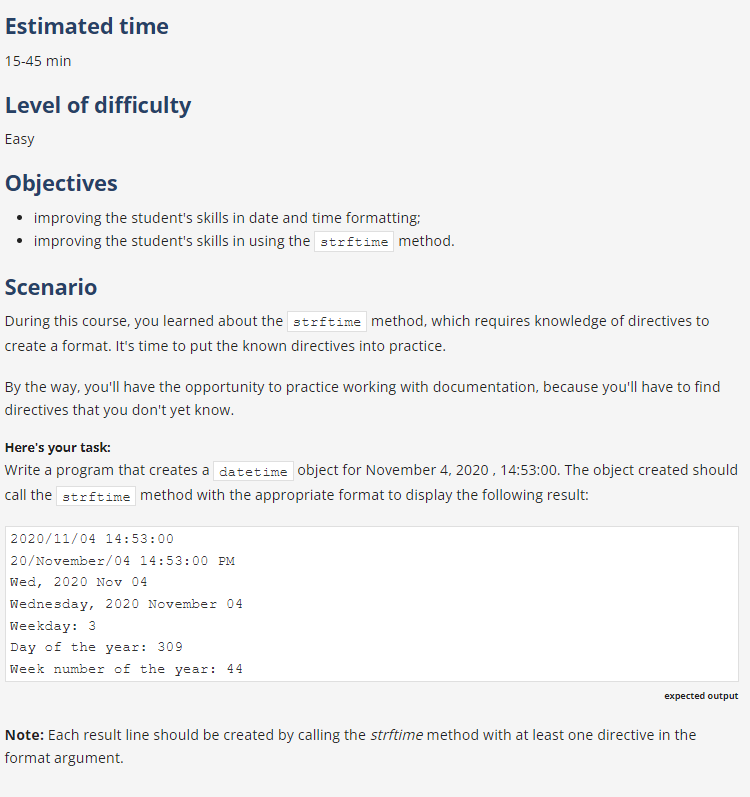 Estimated time
15-45 min
Level of difficulty
Easy
Objectives
improving the student's skills in date and time formatting;
improving the student's skills in using the strftime method.
Scenario
During this course, you learned about the strftime method, which requires knowledge of directives to
create a format. It's time to put the known directives into practice.
By the way, you'll have the opportunity to practice working with documentation, because you'll have to find
directives that you don't yet know.
Here's your task:
Write a program that creates a datetime object for November 4, 2020 , 14:53:00. The object created should
call the strftime method with the appropriate format to display the following result:
2020/11/04 14:53:00
20/November/04 14:53:00 PM
Wed, 2020 Nov 04
Wednesday, 2020 November 04
Weekday: 3
Day of the year: 309
Week number of the year: 44
expected output
Note: Each result line should be created by calling the strftime method with at least one directive in the
format argument.